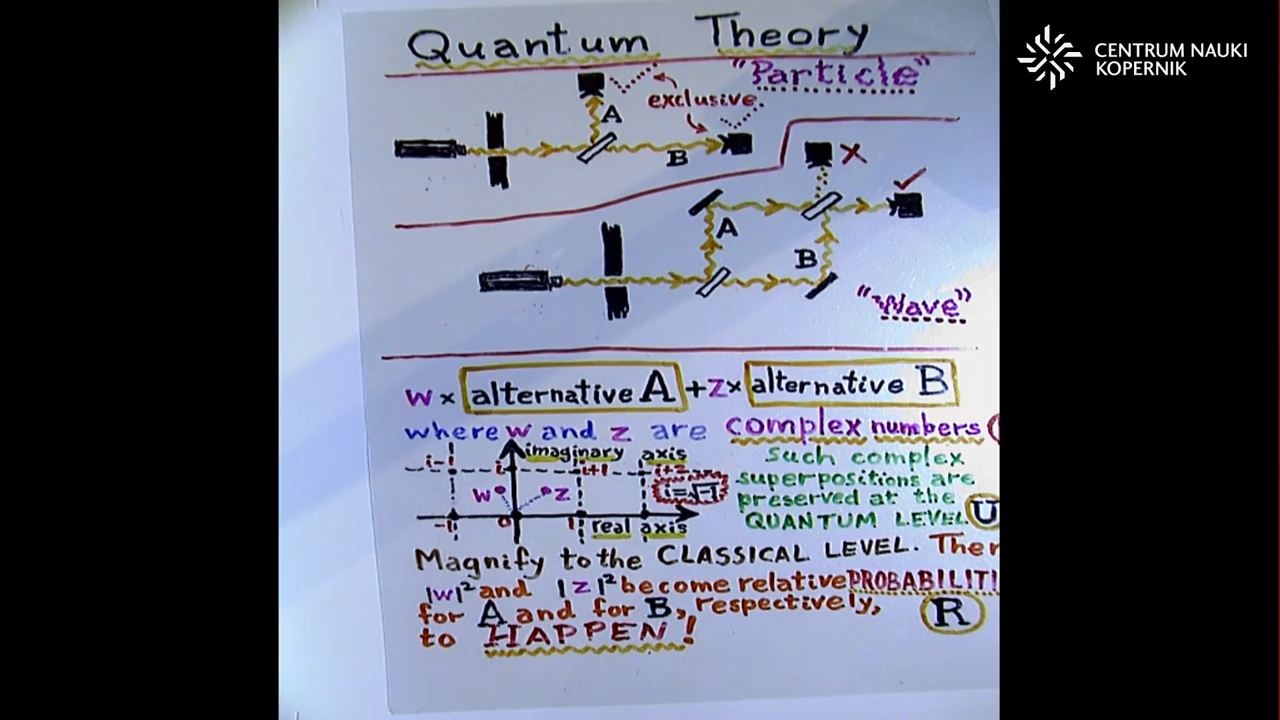 Quantum Theory
"Particle"
exclusive.
A
B
A
B
"Wave"
w × alternative A + z × alternative B
where w and z are complex numbers (
imaginary axis
i-1 i i+1 i+2
w z i=√-1
-1 0 1 real axis
Such complex
superpositions are
preserved at the
QUANTUM LEVEL. U
Magnify to the CLASSICAL LEVEL. Then
|w|² and |z|² become relative PROBABILITI
for A and for B, respectively, R
to HAPPEN!
CENTRUM NAUKI
KOPERNIK